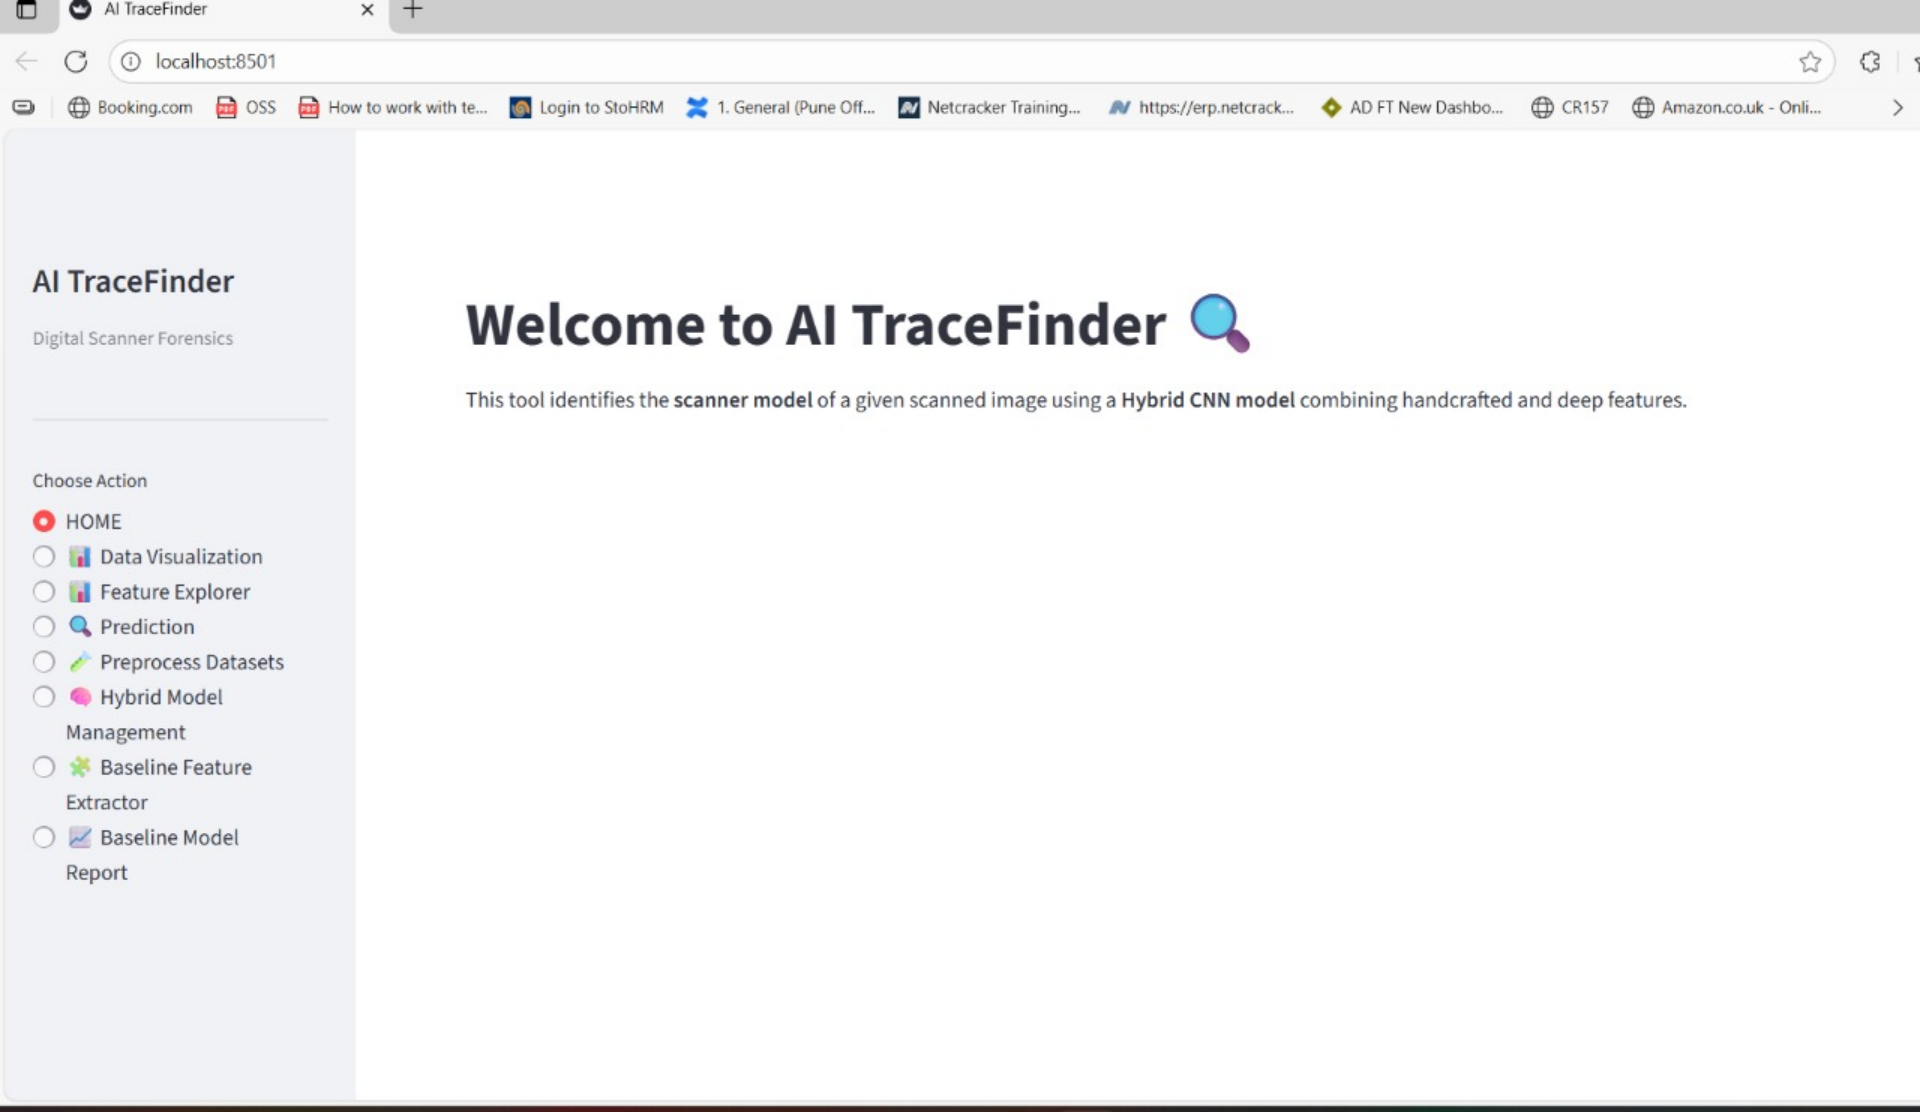 AI TraceFinder
localhost:8501
Booking.com
OSS
How to work with te...
Login to StoHRM
1. General (Pune Off...
Netcracker Training...
https://erp.netcrack...
AD FT New Dashbo...
CR157
Amazon.co.uk - Onli...
AI TraceFinder
Digital Scanner Forensics
Choose Action
HOME
Data Visualization
Feature Explorer
Prediction
Preprocess Datasets
Hybrid Model
Management
Baseline Feature
Extractor
Baseline Model
Report
Welcome to AI TraceFinder
This tool identifies the scanner model of a given scanned image using a Hybrid CNN model combining handcrafted and deep features.